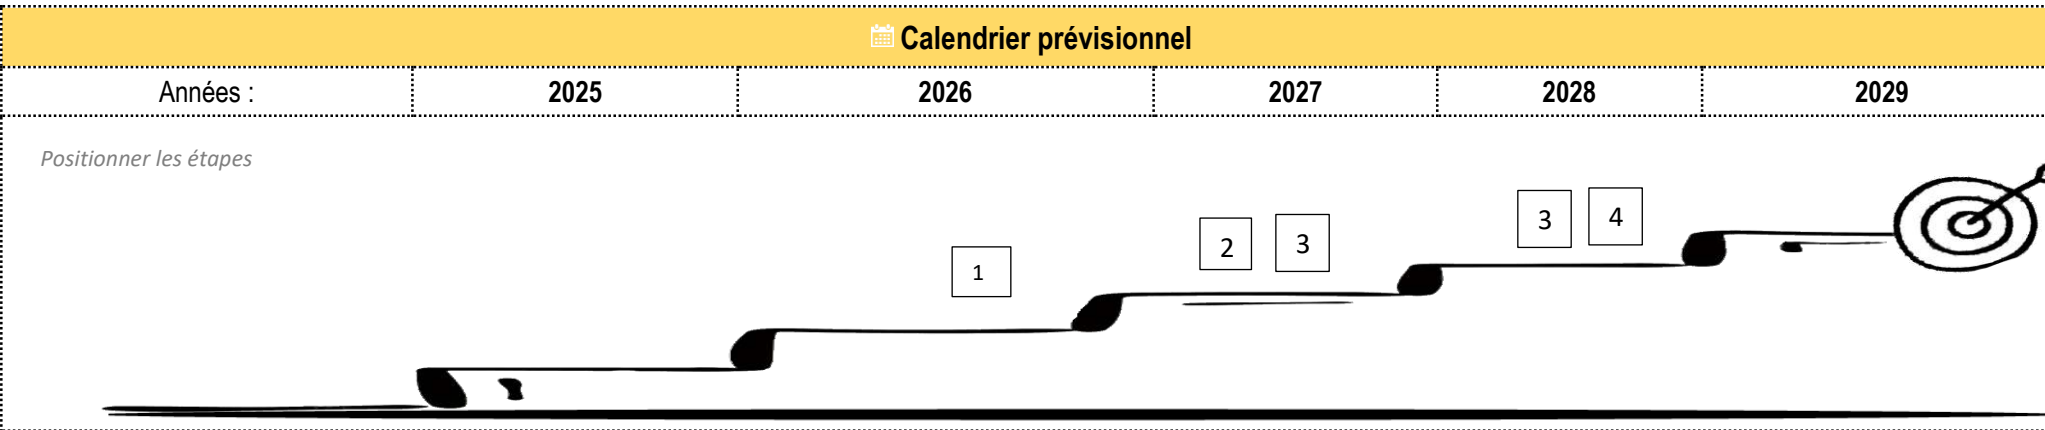 Calendrier prévisionnel
Années : 2025 2026 2027 2028 2029
Positionner les étapes
1 2 3 3 4